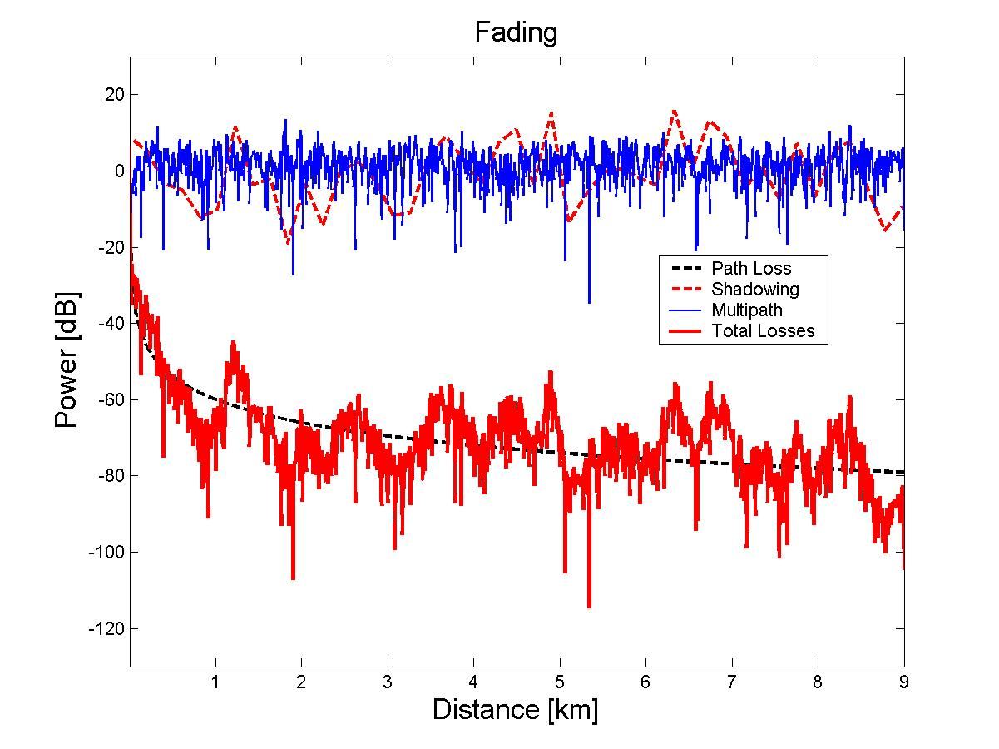 Fading
20
0
-20
-40
-60
-80
-100
-120
Power [dB]
Path Loss
Shadowing
Multipath
Total Losses
1 2 3 4 5 6 7 8 9
Distance [km]